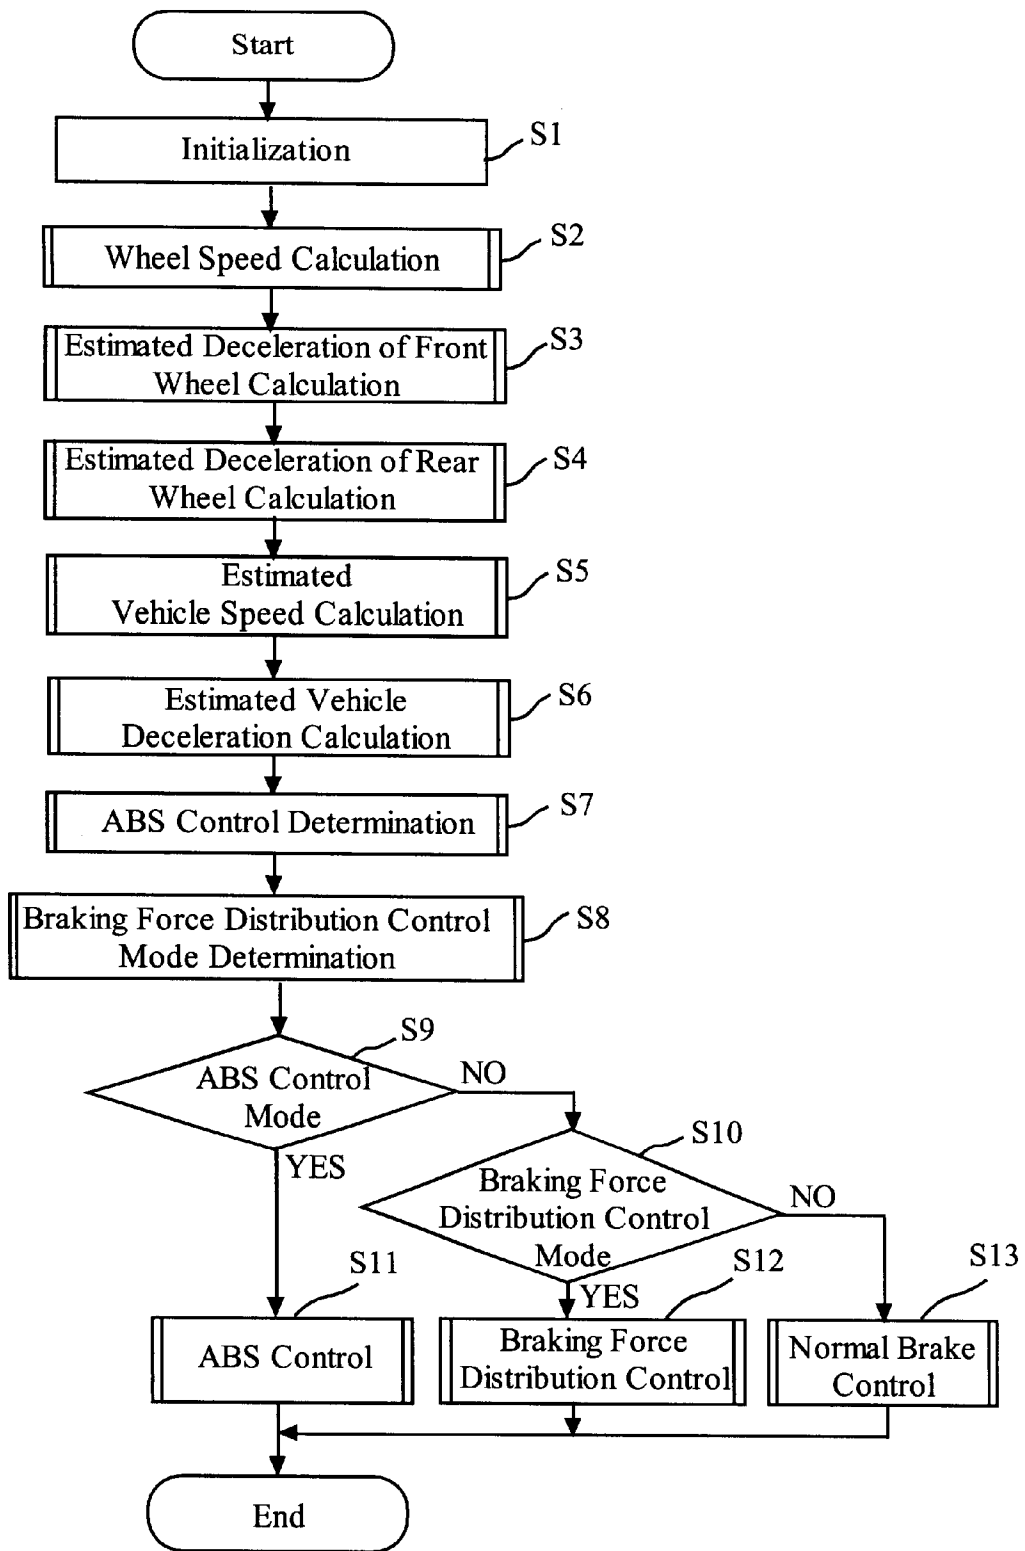 Start
Initialization
S1
Wheel Speed Calculation
S2
Estimated Deceleration of Front
Wheel Calculation
S3
Estimated Deceleration of Rear
Wheel Calculation
S4
Estimated
Vehicle Speed Calculation
S5
Estimated Vehicle
Deceleration Calculation
S6
ABS Control Determination
S7
Braking Force Distribution Control
Mode Determination
S8
S9
ABS Control
Mode
NO
YES
S10
Braking Force
Distribution Control
Mode
NO
YES
S11
ABS Control
S12
Braking Force
Distribution Control
S13
Normal Brake
Control
End